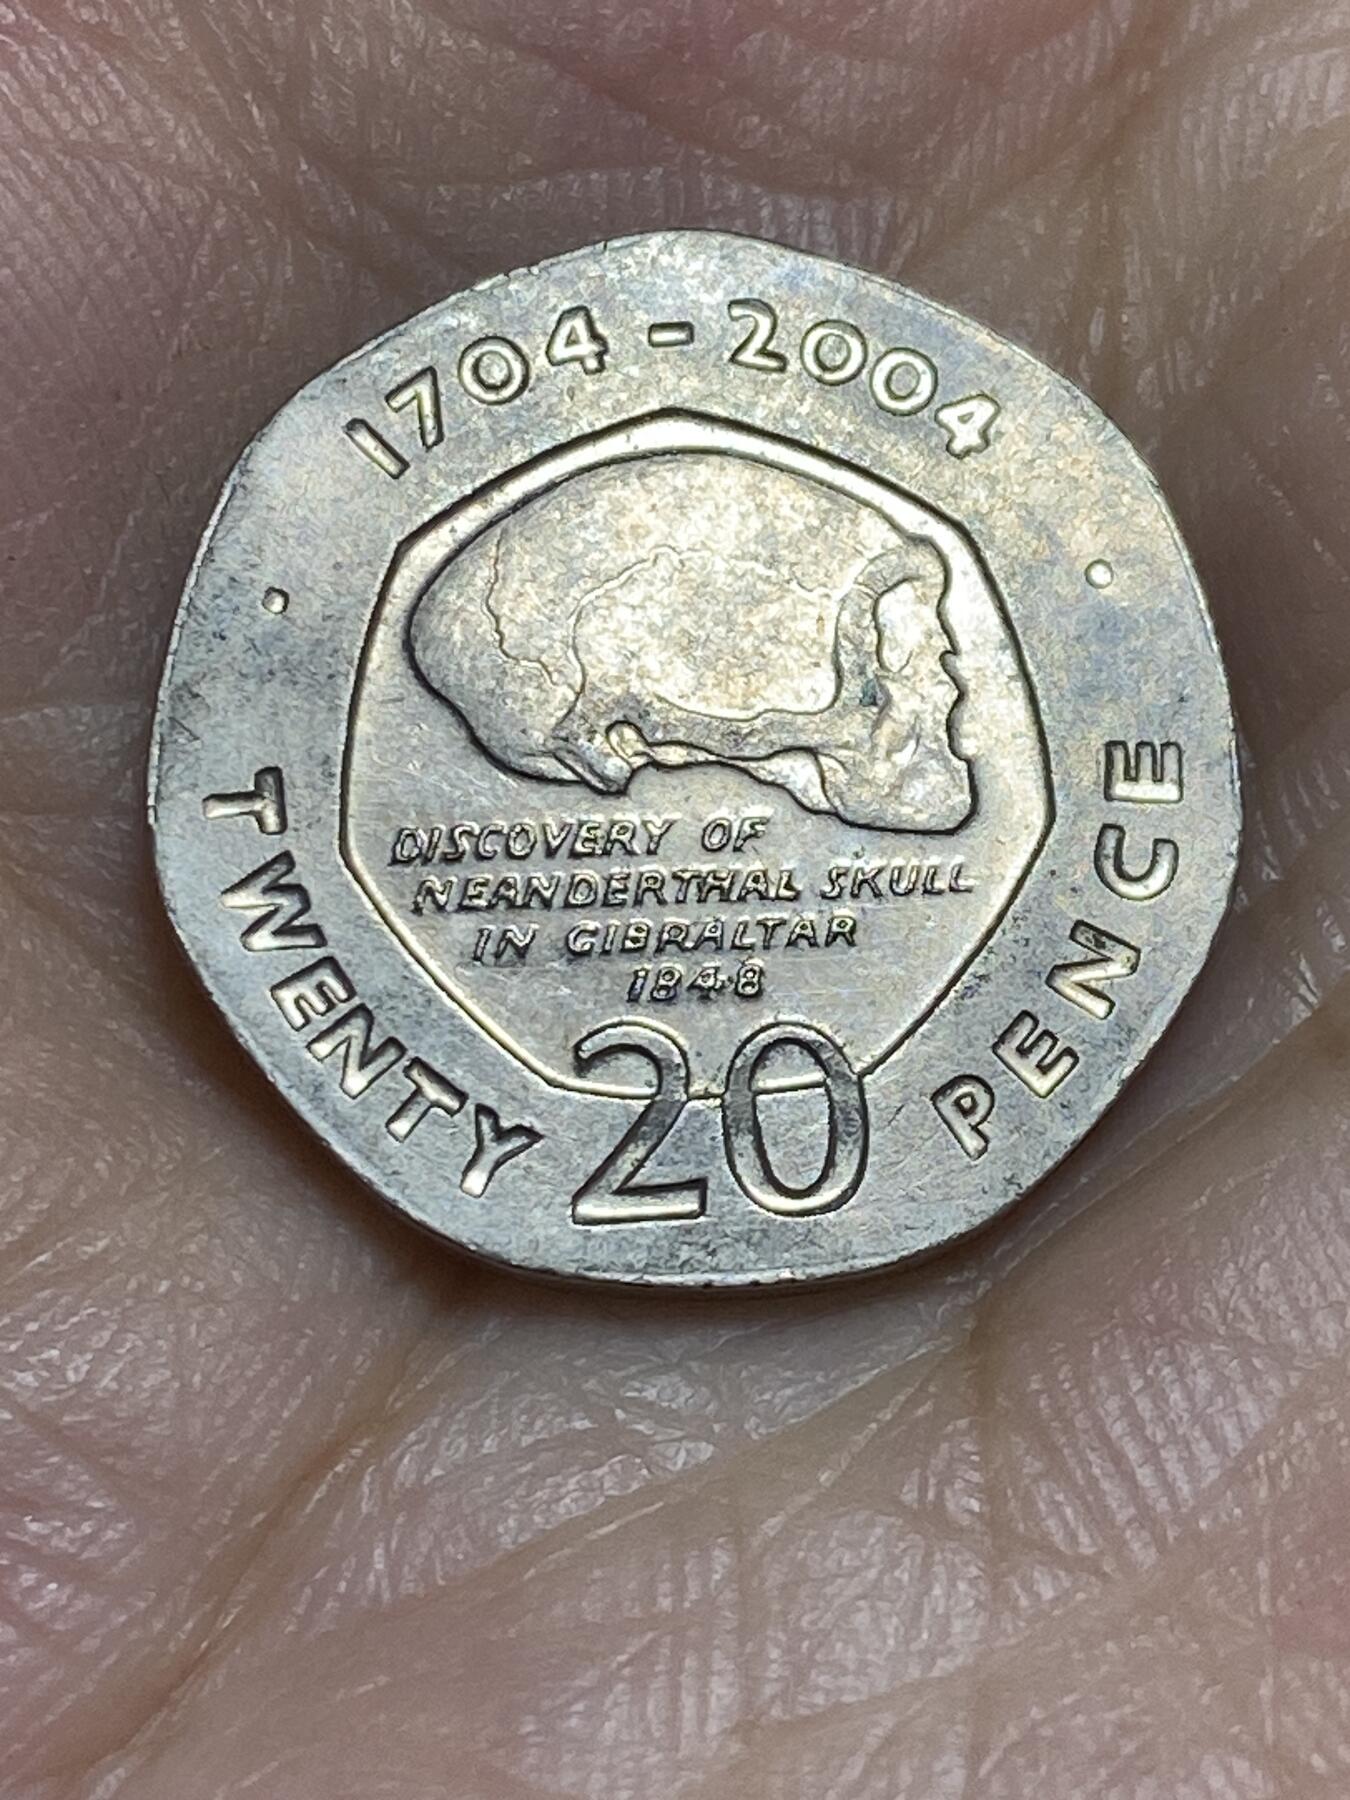 1704 - 2004
DISCOVERY OF
NEANDERTHAL SKULL
IN GIBRALTAR
1848
TWENTY 20 PENCE